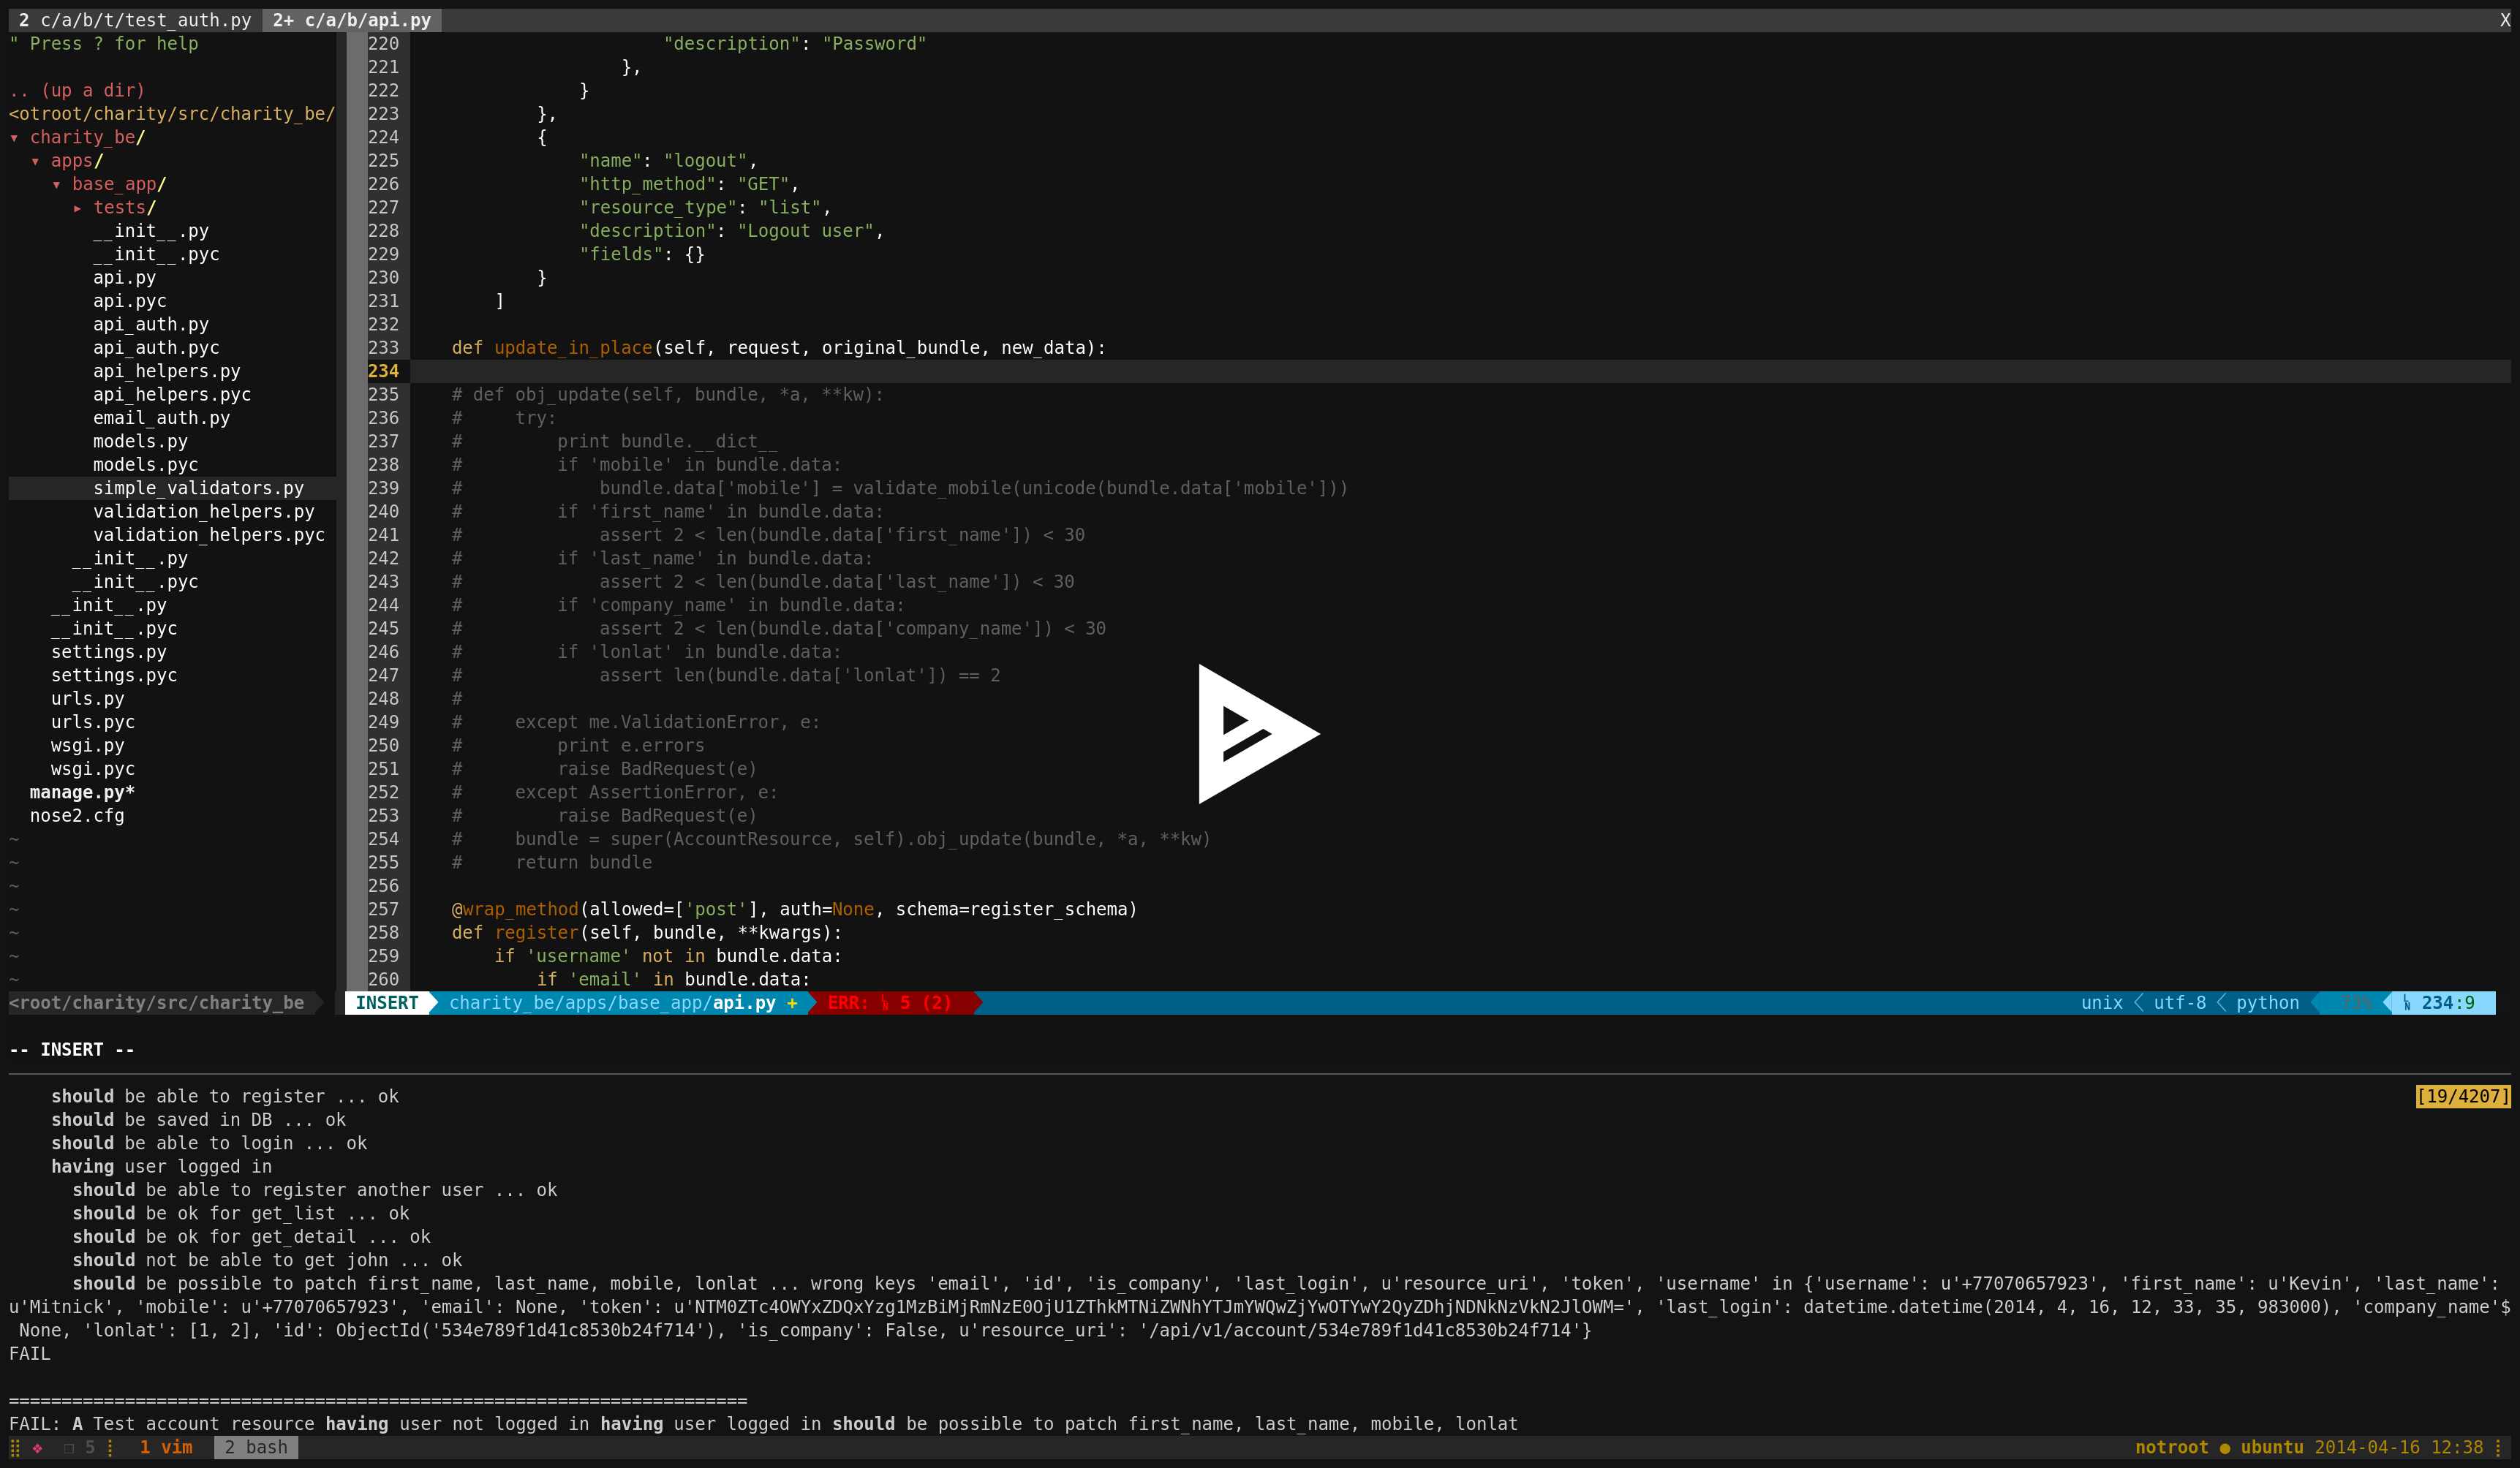 2 c/a/b/t/test_auth.py  2+ c/a/b/api.py X
" Press ? for help
.. (up a dir)
<otroot/charity/src/charity_be/
▾ charity_be/
  ▾ apps/
    ▾ base_app/
      ▸ tests/
        __init__.py
        __init__.pyc
        api.py
        api.pyc
        api_auth.py
        api_auth.pyc
        api_helpers.py
        api_helpers.pyc
        email_auth.py
        models.py
        models.pyc
        simple_validators.py
        validation_helpers.py
        validation_helpers.pyc
      __init__.py
      __init__.pyc
    __init__.py
    __init__.pyc
    settings.py
    settings.pyc
    urls.py
    urls.pyc
    wsgi.py
    wsgi.pyc
  manage.py*
  nose2.cfg
~
~
~
~
~
~
~
220                         "description": "Password"
221                     },
222                 }
223             },
224             {
225                 "name": "logout",
226                 "http_method": "GET",
227                 "resource_type": "list",
228                 "description": "Logout user",
229                 "fields": {}
230             }
231         ]
232
233     def update_in_place(self, request, original_bundle, new_data):
234
235     # def obj_update(self, bundle, *a, **kw):
236     #     try:
237     #         print bundle.__dict__
238     #         if 'mobile' in bundle.data:
239     #             bundle.data['mobile'] = validate_mobile(unicode(bundle.data['mobile']))
240     #         if 'first_name' in bundle.data:
241     #             assert 2 < len(bundle.data['first_name']) < 30
242     #         if 'last_name' in bundle.data:
243     #             assert 2 < len(bundle.data['last_name']) < 30
244     #         if 'company_name' in bundle.data:
245     #             assert 2 < len(bundle.data['company_name']) < 30
246     #         if 'lonlat' in bundle.data:
247     #             assert len(bundle.data['lonlat']) == 2
248     #
249     #     except me.ValidationError, e:
250     #         print e.errors
251     #         raise BadRequest(e)
252     #     except AssertionError, e:
253     #         raise BadRequest(e)
254     #     bundle = super(AccountResource, self).obj_update(bundle, *a, **kw)
255     #     return bundle
256
257     @wrap_method(allowed=['post'], auth=None, schema=register_schema)
258     def register(self, bundle, **kwargs):
259         if 'username' not in bundle.data:
260             if 'email' in bundle.data:
<root/charity/src/charity_be  INSERT  charity_be/apps/base_app/api.py +  ERR: ␤ 5 (2)  unix  utf-8  python  73%  ␤ 234:9
-- INSERT --
    should be able to register ... ok [19/4207]
    should be saved in DB ... ok
    should be able to login ... ok
    having user logged in
      should be able to register another user ... ok
      should be ok for get_list ... ok
      should be ok for get_detail ... ok
      should not be able to get john ... ok
      should be possible to patch first_name, last_name, mobile, lonlat ... wrong keys 'email', 'id', 'is_company', 'last_login', u'resource_uri', 'token', 'username' in {'username': u'+77070657923', 'first_name': u'Kevin', 'last_name':
u'Mitnick', 'mobile': u'+77070657923', 'email': None, 'token': u'NTM0ZTc4OWYxZDQxYzg1MzBiMjRmNzE0OjU1ZThkMTNiZWNhYTJmYWQwZjYwOTYwY2QyZDhjNDNkNzVkN2JlOWM=', 'last_login': datetime.datetime(2014, 4, 16, 12, 33, 35, 983000), 'company_name'$
 None, 'lonlat': [1, 2], 'id': ObjectId('534e789f1d41c8530b24f714'), 'is_company': False, u'resource_uri': '/api/v1/account/534e789f1d41c8530b24f714'}
FAIL
======================================================================
FAIL: A Test account resource having user not logged in having user logged in should be possible to patch first_name, last_name, mobile, lonlat
5  1 vim  2 bash  notroot ● ubuntu 2014-04-16 12:38